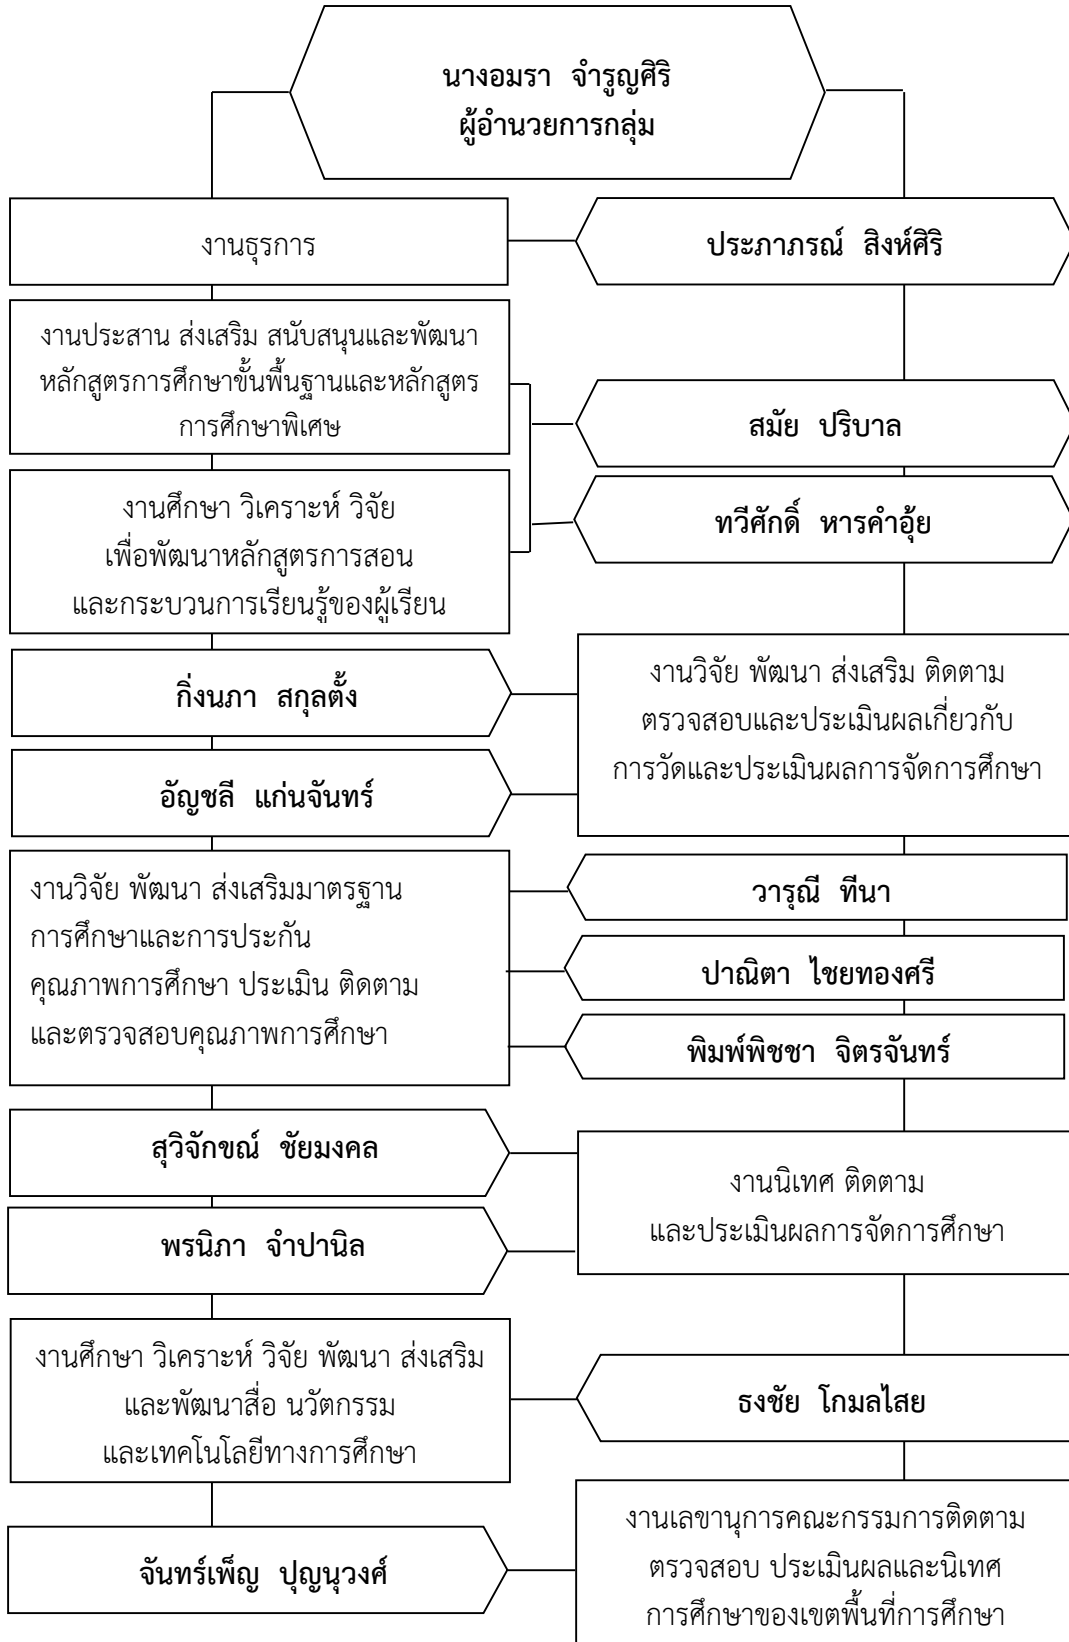 นางอมรา จำรูญศิริ
ผู้อำนวยการกลุ่ม
งานธุรการ
ประภาภรณ์ สิงห์ศิริ
งานประสาน ส่งเสริม สนับสนุนและพัฒนา
หลักสูตรการศึกษาขั้นพื้นฐานและหลักสูตร
การศึกษาพิเศษ
สมัย ปริบาล
งานศึกษา วิเคราะห์ วิจัย
เพื่อพัฒนาหลักสูตรการสอน
และกระบวนการเรียนรู้ของผู้เรียน
ทวีศักดิ์ หารคำอุ้ย
กิ่งนภา สกุลตั้ง
อัญชลี แก่นจันทร์
งานวิจัย พัฒนา ส่งเสริม ติดตาม
ตรวจสอบและประเมินผลเกี่ยวกับ
การวัดและประเมินผลการจัดการศึกษา
งานวิจัย พัฒนา ส่งเสริมมาตรฐาน
การศึกษาและการประกัน
คุณภาพการศึกษา ประเมิน ติดตาม
และตรวจสอบคุณภาพการศึกษา
วารุณี ทีนา
ปาณิตา ไชยทองศรี
พิมพ์พิชชา จิตรจันทร์
สุวิจักขณ์ ชัยมงคล
พรนิภา จำปานิล
งานนิเทศ ติดตาม
และประเมินผลการจัดการศึกษา
งานศึกษา วิเคราะห์ วิจัย พัฒนา ส่งเสริม
และพัฒนาสื่อ นวัตกรรม
และเทคโนโลยีทางการศึกษา
ธงชัย โกมลไสย
จันทร์เพ็ญ ปุญนุวงศ์
งานเลขานุการคณะกรรมการติดตาม
ตรวจสอบ ประเมินผลและนิเทศ
การศึกษาของเขตพื้นที่การศึกษา